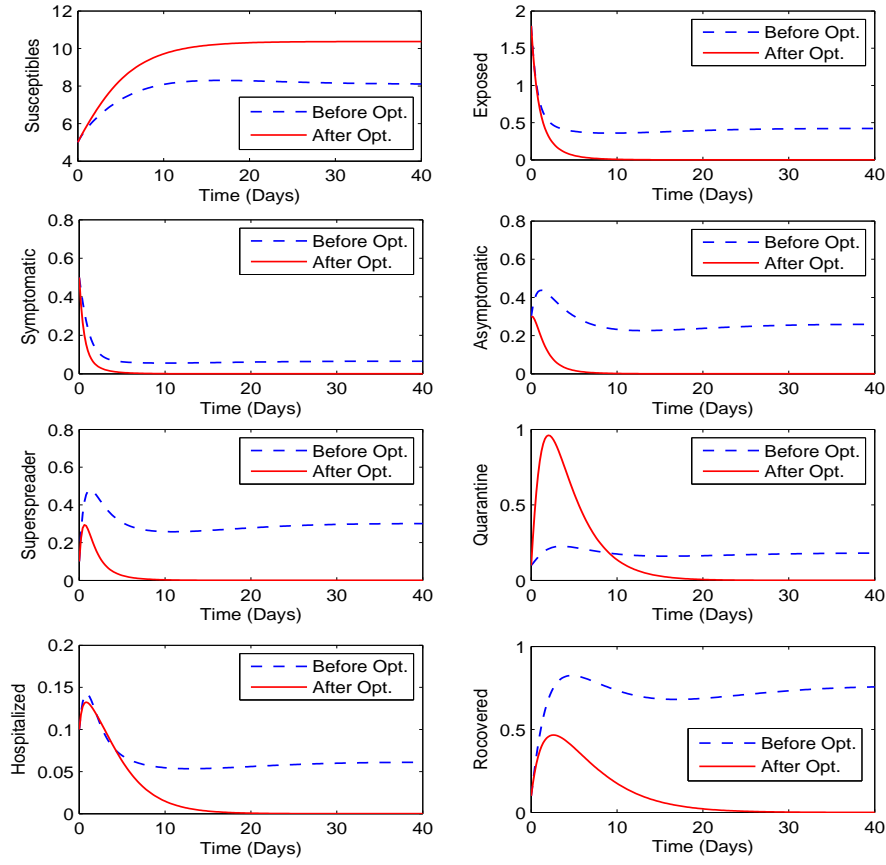 Susceptibles
12
10
8
6
4
0 10 20 30 40
Time (Days)
Before Opt.
After Opt.
Exposed
2
1.5
1
0.5
0
0 10 20 30 40
Time (Days)
Before Opt.
After Opt.
Symptomatic
0.8
0.6
0.4
0.2
0
0 10 20 30 40
Time (Days)
Before Opt.
After Opt.
Asymptomatic
0.8
0.6
0.4
0.2
0
0 10 20 30 40
Time (Days)
Before Opt.
After Opt.
Superspreader
0.8
0.6
0.4
0.2
0
0 10 20 30 40
Time (Days)
Before Opt.
After Opt.
Quarantine
1
0.5
0
0 10 20 30 40
Time (Days)
Before Opt.
After Opt.
Hospitalized
0.2
0.15
0.1
0.05
0
0 10 20 30 40
Time (Days)
Before Opt.
After Opt.
Rocovered
1
0.5
0
0 10 20 30 40
Time (Days)
Before Opt.
After Opt.